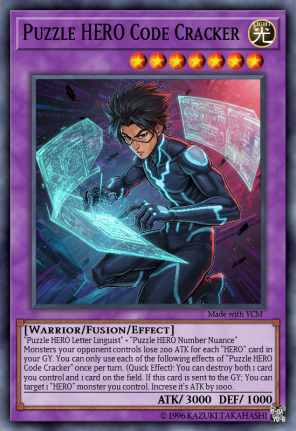 Puzzle HERO Code Cracker
LIGHT
光
Made with YCM
[Warrior/Fusion/Effect]
"Puzzle HERO Letter Linguist" + "Puzzle HERO Number Nuance"
Monsters your opponent controls lose 200 ATK for each "HERO" card in
your GY. You can only use each of the following effects of "Puzzle HERO
Code Cracker" once per turn. (Quick Effect): You can destroy both 1 card
you control and 1 card on the field. If this card is sent to the GY; You can
target 1 "HERO" monster you control. Increse it's ATK by 1000.
ATK/ 3000 DEF/ 1000
©1996 KAZUKI TAKAHASHI